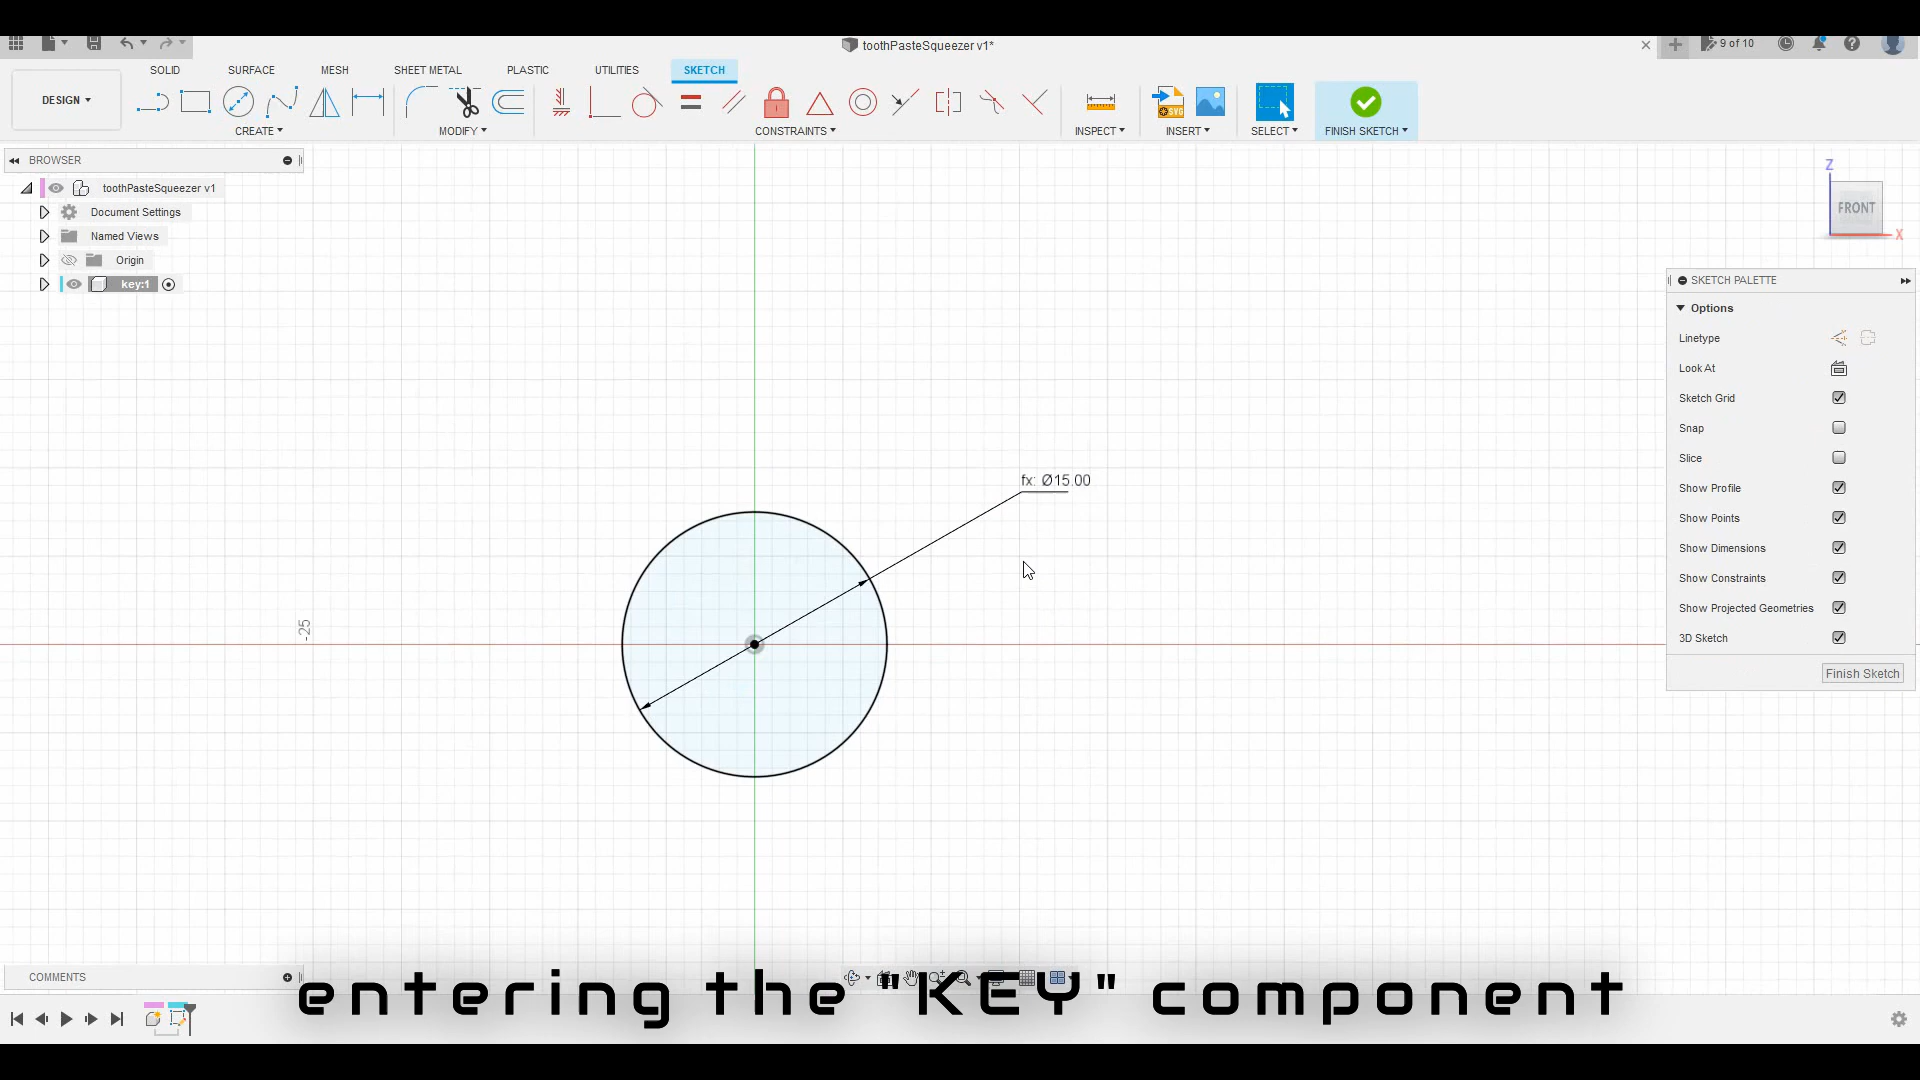 toothPasteSqueezer v1*
9 of 10
SOLID SURFACE MESH SHEET METAL PLASTIC UTILITIES SKETCH
DESIGN
CREATE MODIFY CONSTRAINTS INSPECT INSERT SELECT FINISH SKETCH
BROWSER
toothPasteSqueezer v1
Document Settings
Named Views
Origin
key:1
Z
FRONT
X
SKETCH PALETTE
Options
Linetype
Look At
Sketch Grid
Snap
Slice
Show Profile
Show Points
Show Dimensions
Show Constraints
Show Projected Geometries
3D Sketch
Finish Sketch
fx: Ø15.00
-25
COMMENTS
entering the "KEY" component